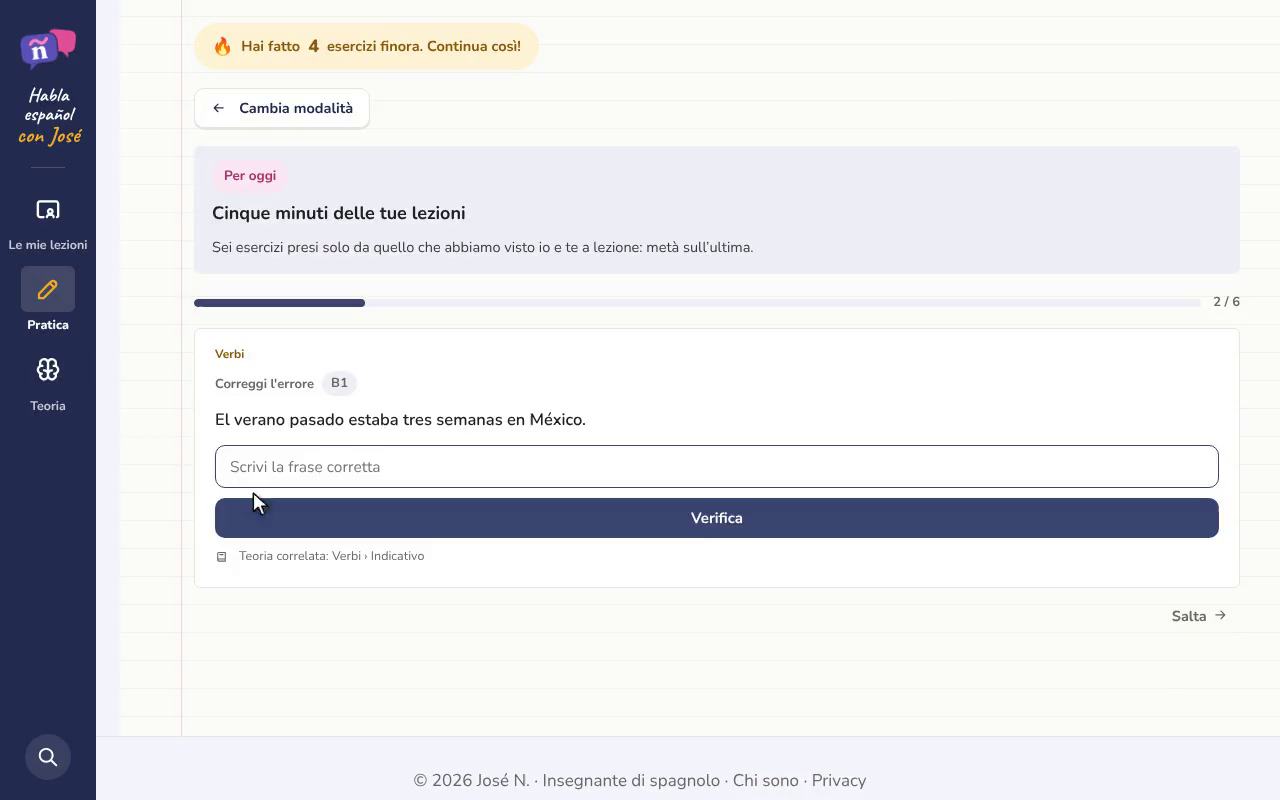 ñ
Habla
español
con José
Le mie lezioni
Pratica
Teoria
🔥 Hai fatto 4 esercizi finora. Continua così!
← Cambia modalità
Per oggi
Cinque minuti delle tue lezioni
Sei esercizi presi solo da quello che abbiamo visto io e te a lezione: metà sull'ultima.
2 / 6
Verbi
Correggi l'errore B1
El verano pasado estaba tres semanas en México.
Scrivi la frase corretta
Verifica
Teoria correlata: Verbi › Indicativo
Salta →
© 2026 José N. · Insegnante di spagnolo · Chi sono · Privacy